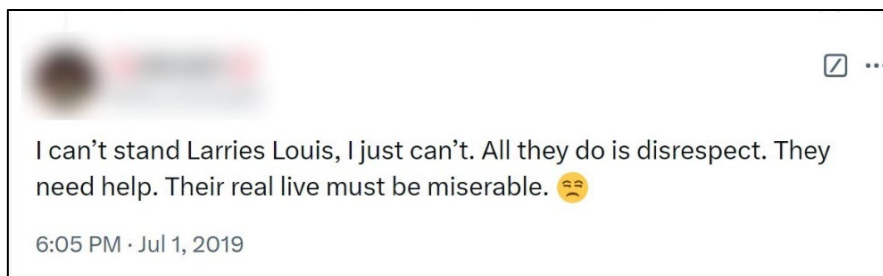 I can’t stand Larries Louis, I just can’t. All they do is disrespect. They
need help. Their real live must be miserable. 😒
6:05 PM · Jul 1, 2019